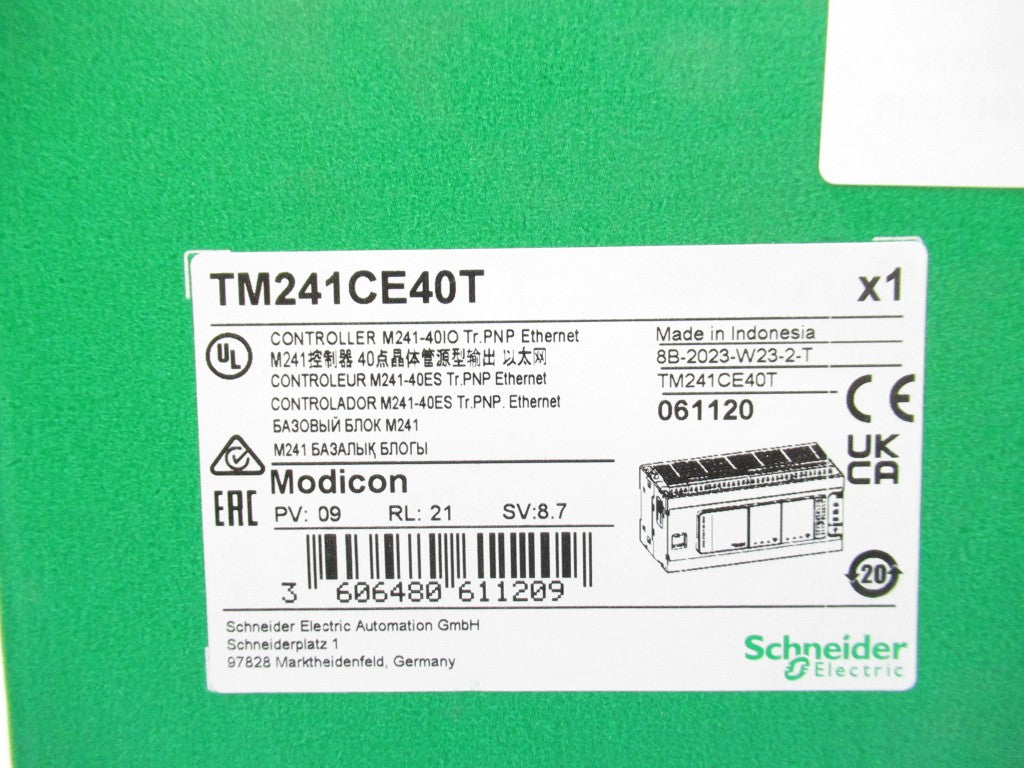 TM241CE40T x1
CONTROLLER M241-40IO Tr.PNP Ethernet
M241控制器 40点晶体管源型输出 以太网
CONTROLEUR M241-40ES Tr.PNP Ethernet
CONTROLADOR M241-40ES Tr.PNP. Ethernet
БАЗОВЫЙ БЛОК M241
M241 БАЗАЛЫҚ БЛОГЫ
UL
EAC
Made in Indonesia
8B-2023-W23-2-T
TM241CE40T
061120
CE
UK
CA
Modicon
PV: 09 RL: 21 SV:8.7
3 606480 611209
20
Schneider Electric Automation GmbH
Schneiderplatz 1
97828 Marktheidenfeld, Germany
Schneider
Electric